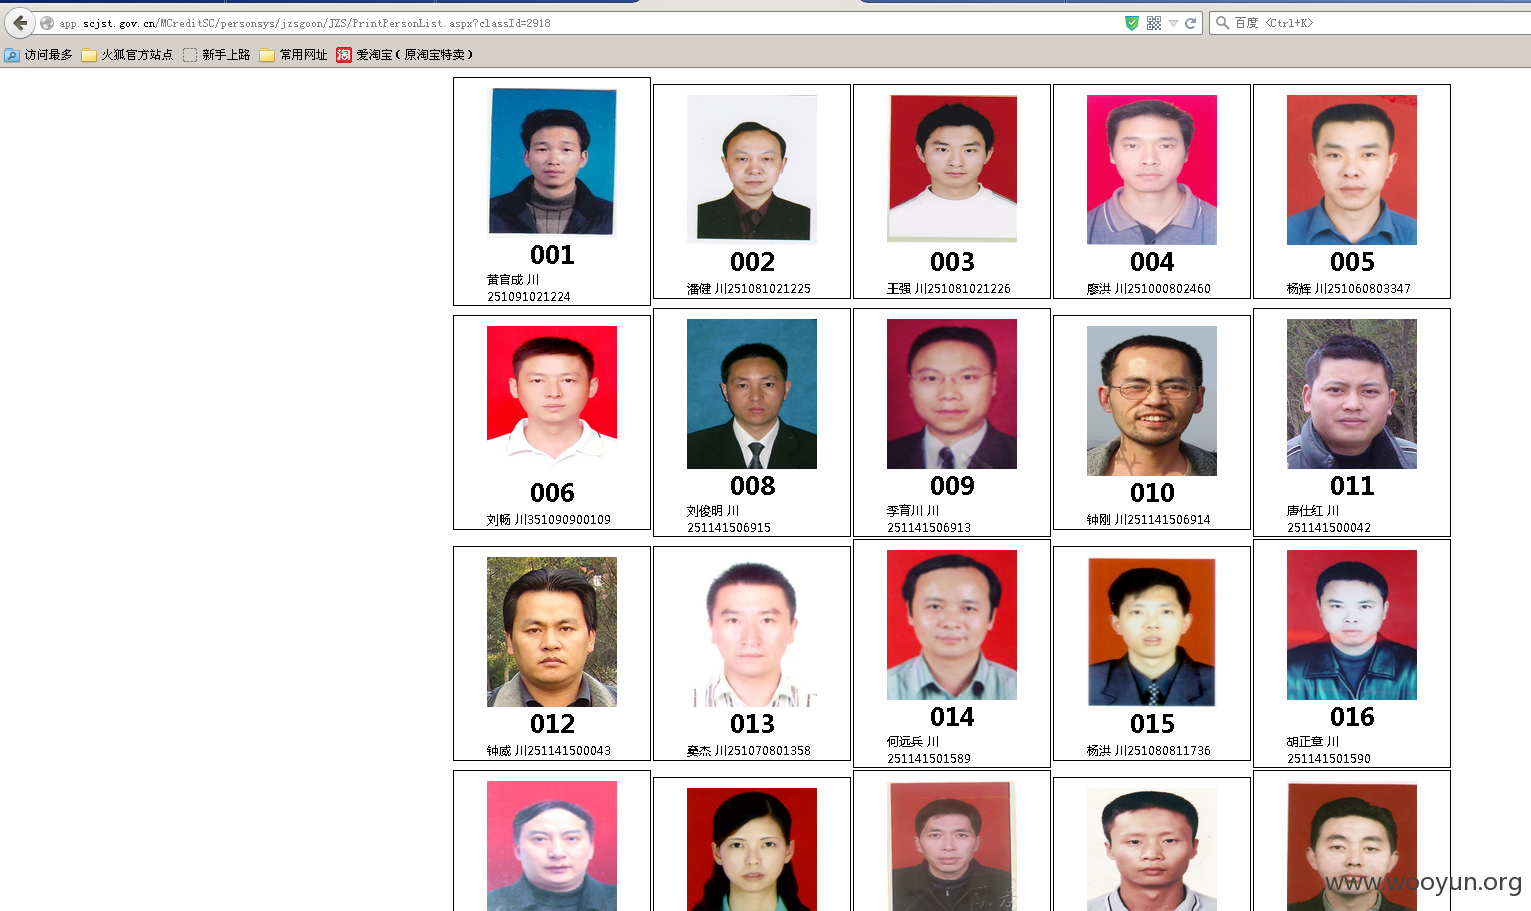 app.scjst.gov.cn/MCreditSC/personsys/jzsgoon/JZS/PrintPersonList.aspx?classId=2918
百度 <Ctrl+K>
访问最多 火狐官方站点 新手上路 常用网址 淘 爱淘宝（原淘宝特卖）
001 002 003 004 005
黄官成 川
251091021224
潘健 川251081021225
王强 川251081021226
廖洪 川251000802460
杨辉 川251060803347
006 008 009 010 011
刘畅 川351090900109
刘俊明 川
251141506915
李育川 川
251141506913
钟刚 川251141506914
唐仕红 川
251141500042
012 013 014 015 016
钟威 川251141500043
杰 川251070801358
何远兵 川
251141501589
杨洪 川251080811736
胡正章 川
251141501590
www.wooyun.org